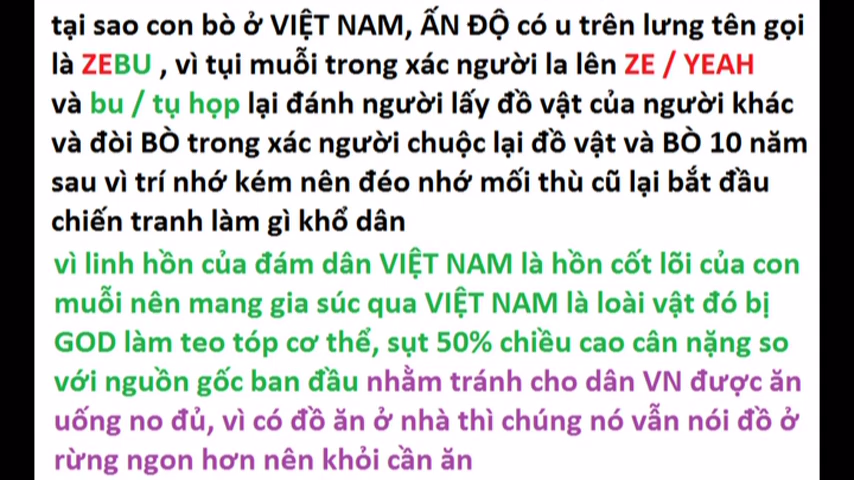 tại sao con bò ở VIỆT NAM, ẤN ĐỘ có u trên lưng tên gọi
là ZEBU , vì tụi muỗi trong xác người la lên ZE / YEAH
và bu / tụ họp lại đánh người lấy đồ vật của người khác
và đòi BÒ trong xác người chuộc lại đồ vật và BÒ 10 năm
sau vì trí nhớ kém nên đéo nhớ mối thù cũ lại bắt đầu
chiến tranh làm gì khổ dân
vì linh hồn của đám dân VIỆT NAM là hồn cốt lõi của con
muỗi nên mang gia súc qua VIỆT NAM là loài vật đó bị
GOD làm teo tóp cơ thể, sụt 50% chiều cao cân nặng so
với nguồn gốc ban đầu nhằm tránh cho dân VN được ăn
uống no đủ, vì có đồ ăn ở nhà thì chúng nó vẫn nói đồ ở
rừng ngon hơn nên khỏi cần ăn